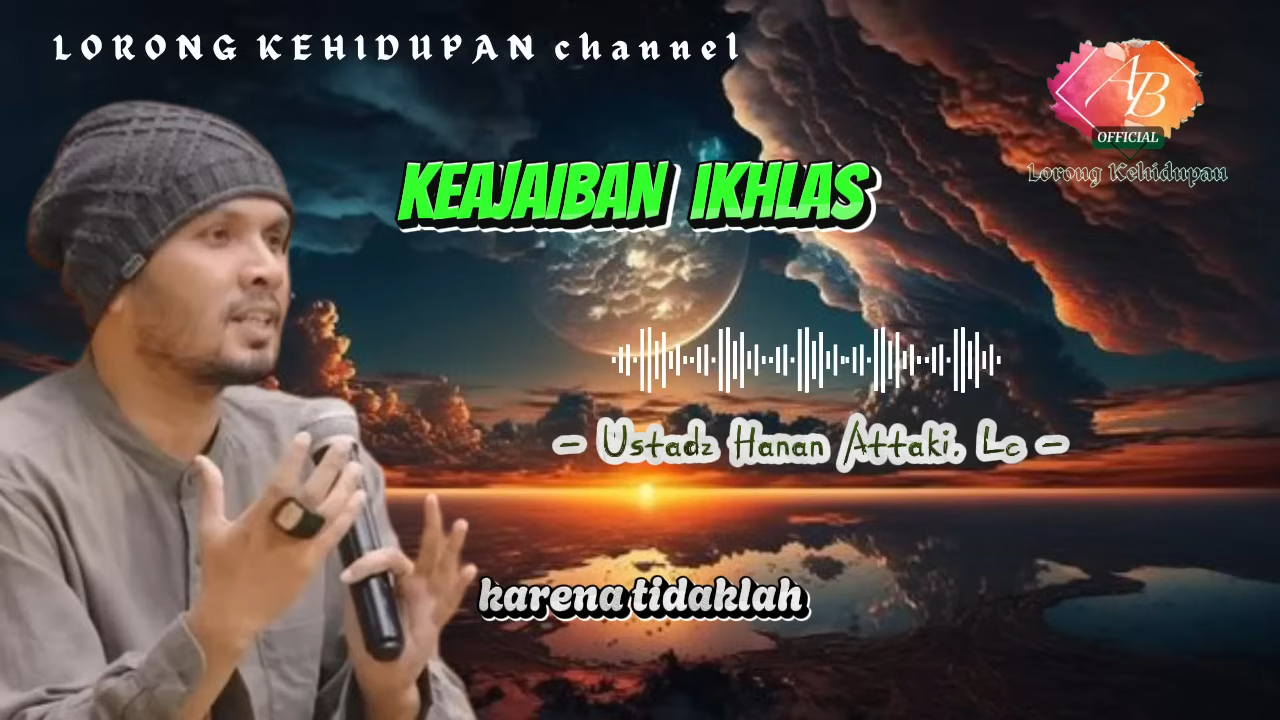 LORONG KEHIDUPAN channel
AB
OFFICIAL
Lorong Kehidupan
KEAJAIBAN IKHLAS
- Ustadz Hanan Attaki, Lc -
karena tidaklah